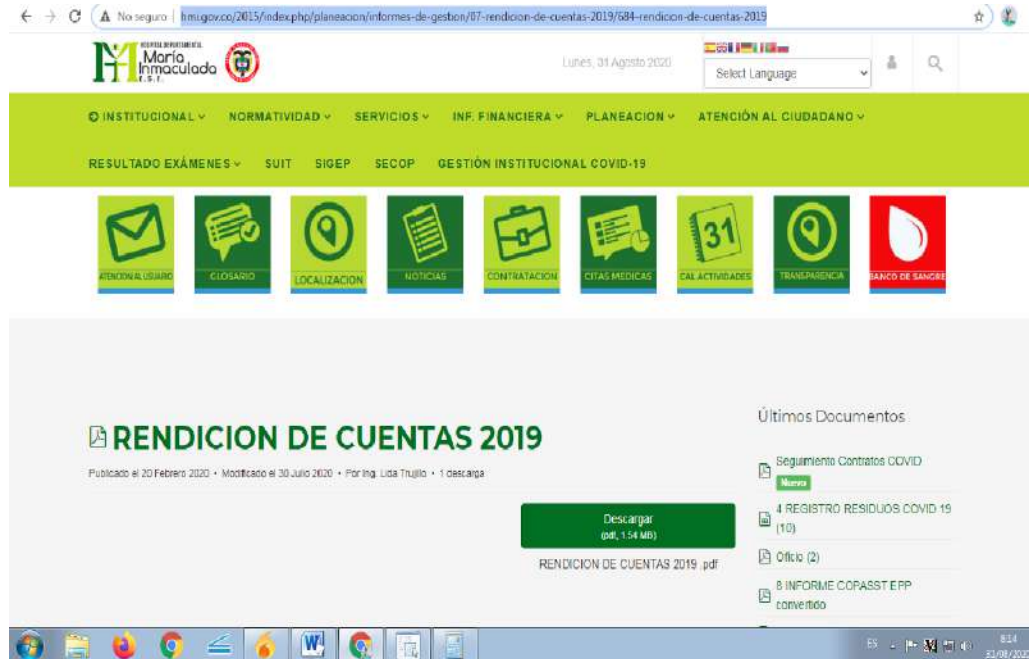 No seguro | hmi.gov.co/2015/index.php/planeacion/informes-de-gestion/07-rendicion-de-cuentas-2019/684-rendicion-de-cuentas-2019
HOSPITAL DEPARTAMENTAL
María
Inmaculada
E.S.E.
Lunes, 31 Agosto 2020
Select Language
INSTITUCIONAL NORMATIVIDAD SERVICIOS INF. FINANCIERA PLANEACION ATENCIÓN AL CIUDADANO
RESULTADO EXÁMENES SUIT SIGEP SECOP GESTIÓN INSTITUCIONAL COVID-19
31
ATENCION AL USUARIO GLOSARIO LOCALIZACION NOTICIAS CONTRATACION CITAS MEDICAS CAL ACTIVIDADES TRANSPARENCIA BANCO DE SANGRE
RENDICION DE CUENTAS 2019
Publicado el 20 Febrero 2020 • Modificado el 30 Julio 2020 • Por Ing. Lida Trujillo • 1 descarga
Descargar
(pdf, 1.54 MB)
RENDICION DE CUENTAS 2019 .pdf
Últimos Documentos
Seguimiento Contratos COVID
Nuevo
4 REGISTRO RESIDUOS COVID 19
(10)
Oficio (2)
8 INFORME COPASST EPP
convertido
ES
8:14
31/08/2020